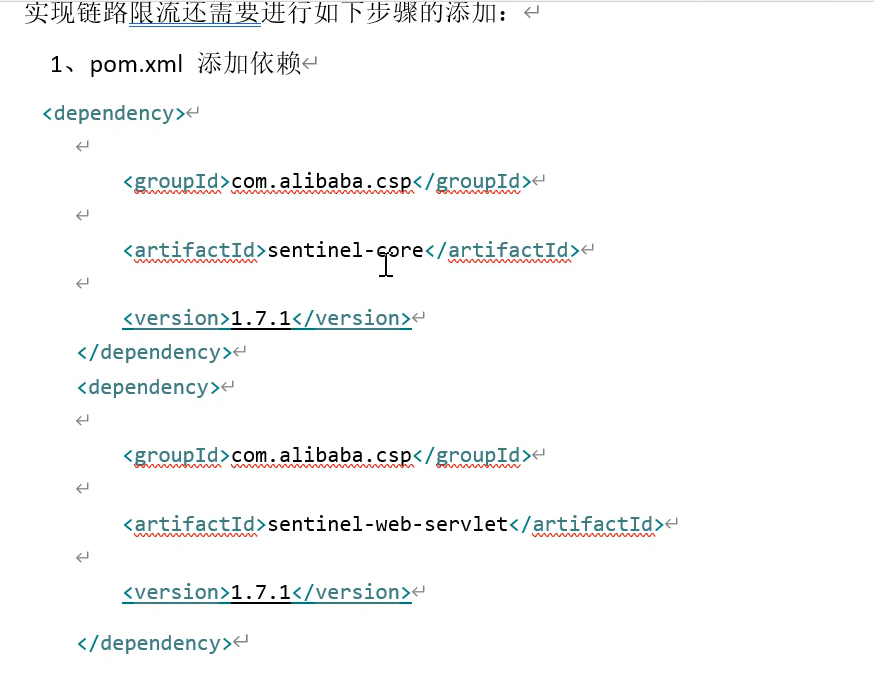 实现链路限流还需要进行如下步骤的添加：
1、pom.xml 添加依赖
<dependency>
<groupId>com.alibaba.csp</groupId>
<artifactId>sentinel-core</artifactId>
<version>1.7.1</version>
</dependency>
<dependency>
<groupId>com.alibaba.csp</groupId>
<artifactId>sentinel-web-servlet</artifactId>
<version>1.7.1</version>
</dependency>